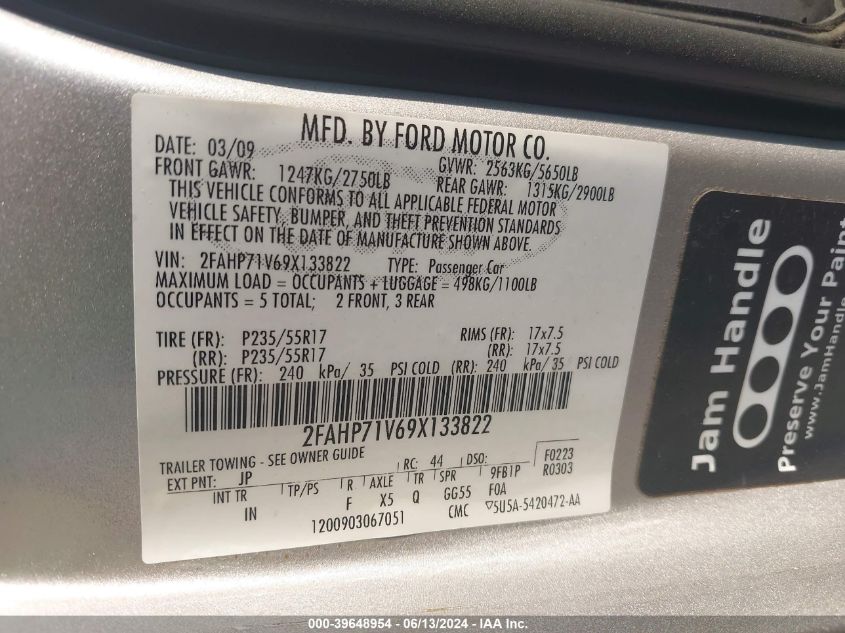 MFD. BY FORD MOTOR CO.
DATE: 03/09 GVWR: 2563KG/5650LB
FRONT GAWR: 1247KG/2750LB REAR GAWR: 1315KG/2900LB
THIS VEHICLE CONFORMS TO ALL APPLICABLE FEDERAL MOTOR
VEHICLE SAFETY, BUMPER, AND THEFT PREVENTION STANDARDS
IN EFFECT ON THE DATE OF MANUFACTURE SHOWN ABOVE.
VIN: 2FAHP71V69X133822 TYPE: Passenger Car
MAXIMUM LOAD = OCCUPANTS + LUGGAGE = 498KG/1100LB
OCCUPANTS = 5 TOTAL; 2 FRONT, 3 REAR
TIRE (FR): P235/55R17 RIMS (FR): 17x7.5
(RR): P235/55R17 (RR): 17x7.5
PRESSURE (FR): 240 kPa/ 35 PSI COLD (RR): 240 kPa/ 35 PSI COLD
2FAHP71V69X133822
TRAILER TOWING - SEE OWNER GUIDE
EXT PNT: JP RC: 44 DSO: F0223
R0303
INT TR TP/PS R AXLE TR SPR 9FB1P
IN F X5 Q GG55 F0A
1200903067051 CMC ▽5U5A-5420472-AA
Jam Handle
Preserve Your Paint
www.JamHandle.
000-39648954 - 06/13/2024 - IAA Inc.